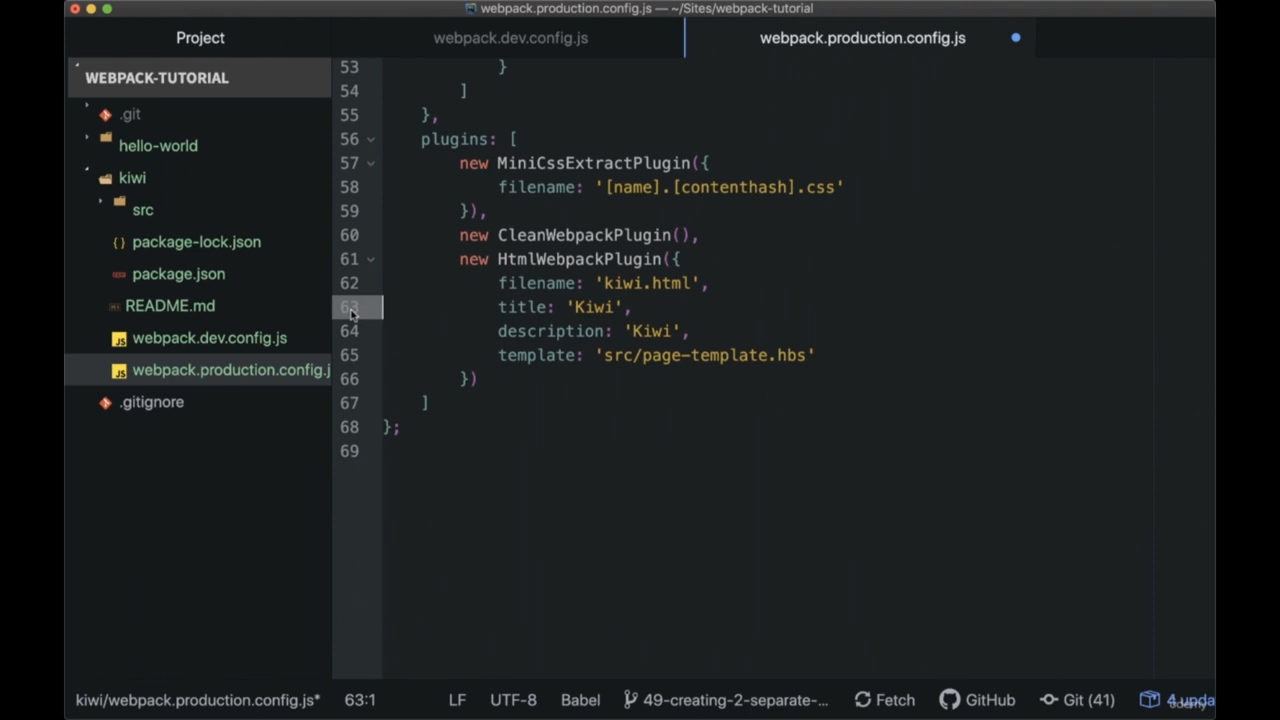 webpack.production.config.js — ~/Sites/webpack-tutorial
Project
webpack.dev.config.js
webpack.production.config.js
WEBPACK-TUTORIAL
.git
hello-world
kiwi
src
package-lock.json
package.json
README.md
webpack.dev.config.js
webpack.production.config.j
.gitignore
53 }
54 ]
55 },
56 plugins: [
57 new MiniCssExtractPlugin({
58 filename: '[name].[contenthash].css'
59 }),
60 new CleanWebpackPlugin(),
61 new HtmlWebpackPlugin({
62 filename: 'kiwi.html',
63 title: 'Kiwi',
64 description: 'Kiwi',
65 template: 'src/page-template.hbs'
66 })
67 ]
68 };
69
kiwi/webpack.production.config.js* 63:1 LF UTF-8 Babel 49-creating-2-separate-... Fetch GitHub Git (41) 4 upda